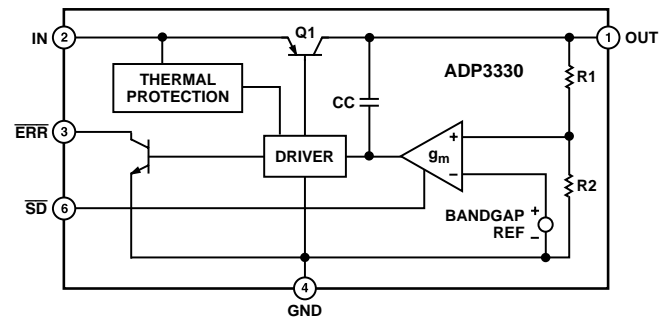 IN
2
Q1
1
OUT
THERMAL
PROTECTION
ADP3330
R1
CC
ERR
3
DRIVER
gm
+
−
R2
SD
6
BANDGAP
REF
+
−
4
GND